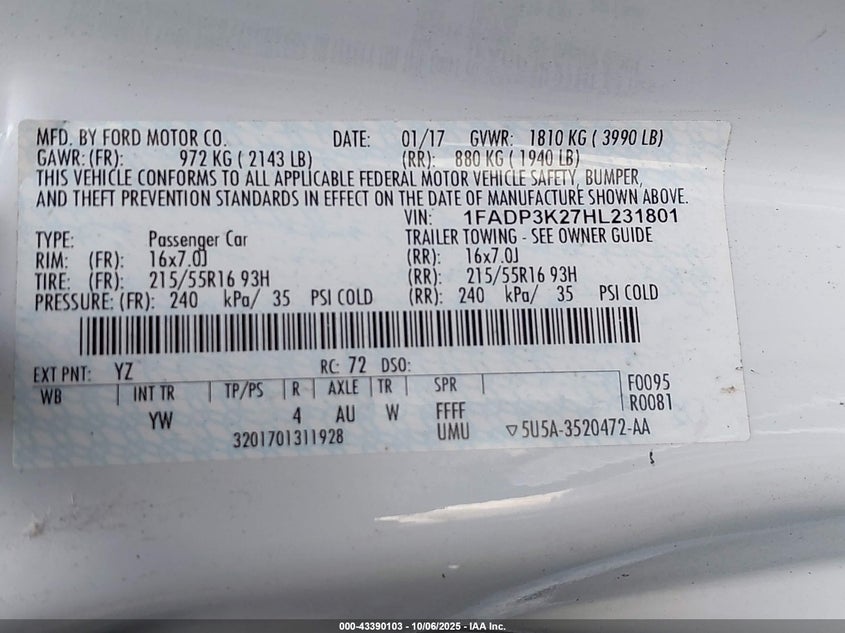 MFD. BY FORD MOTOR CO. DATE: 01/17 GVWR: 1810 KG ( 3990 LB)
GAWR: (FR): 972 KG ( 2143 LB) (RR): 880 KG ( 1940 LB)
THIS VEHICLE CONFORMS TO ALL APPLICABLE FEDERAL MOTOR VEHICLE SAFETY, BUMPER,
AND THEFT PREVENTION STANDARDS IN EFFECT ON THE DATE OF MANUFACTURE SHOWN ABOVE.
VIN: 1FADP3K27HL231801
TYPE: Passenger Car TRAILER TOWING - SEE OWNER GUIDE
RIM: (FR): 16x7.0J (RR): 16x7.0J
TIRE: (FR): 215/55R16 93H (RR): 215/55R16 93H
PRESSURE: (FR): 240 kPa/ 35 PSI COLD (RR): 240 kPa/ 35 PSI COLD
EXT PNT: YZ RC: 72 DSO:
WB INT TR TP/PS R AXLE TR SPR F0095
R0081
YW 4 AU W FFFF
3201701311928 UMU ▽5U5A-3520472-AA
000-43390103 - 10/06/2025 - IAA Inc.